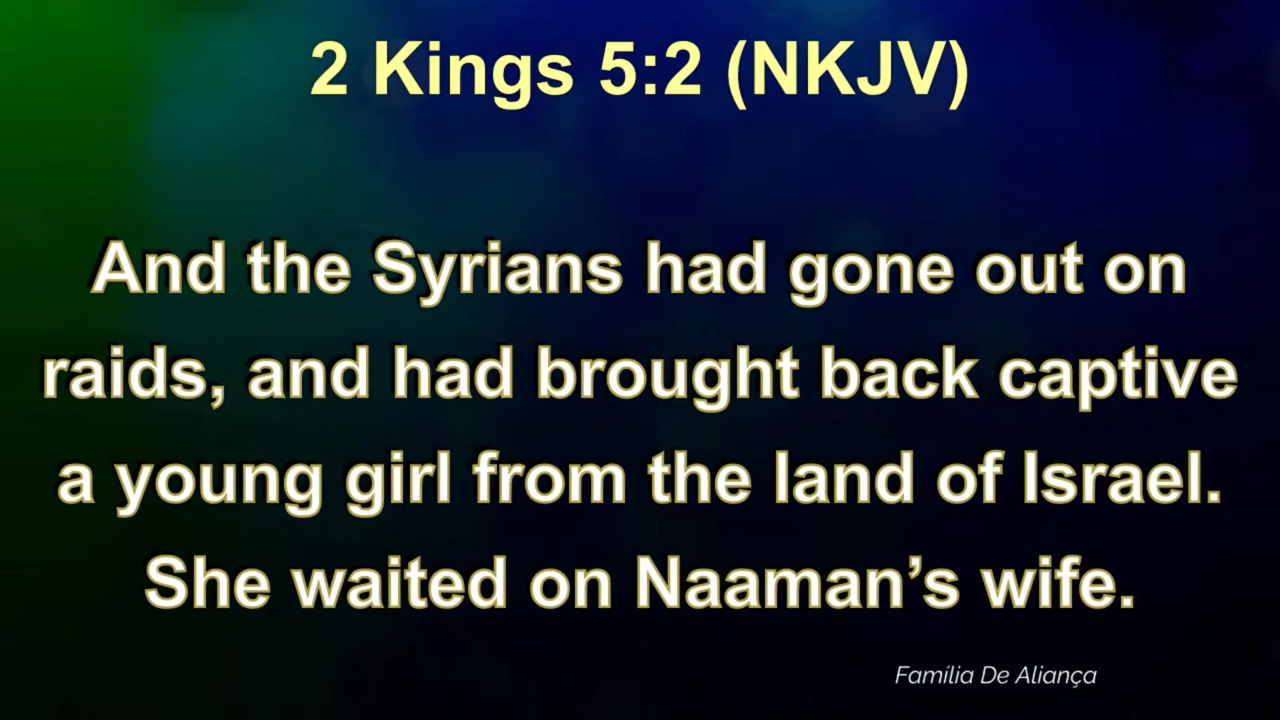 2 Kings 5:2 (NKJV)
And the Syrians had gone out on
raids, and had brought back captive
a young girl from the land of Israel.
She waited on Naaman’s wife.
Família De Aliança